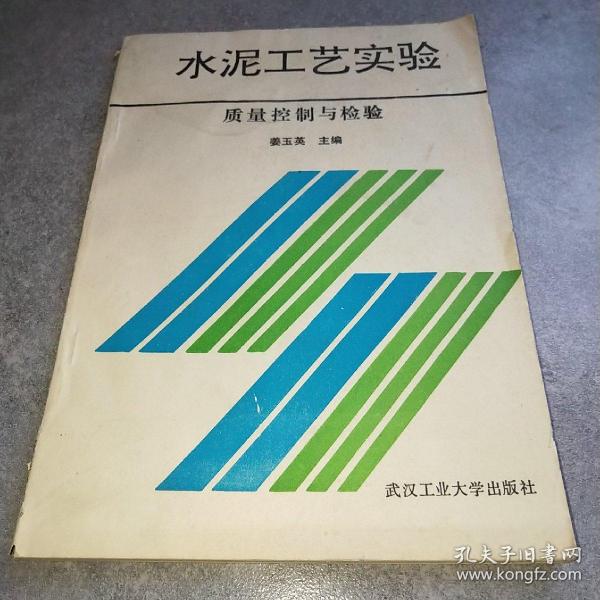 水泥工艺实验
质量控制与检验
姜玉英 主编
武汉工业大学出版社
孔夫子旧书网
www.kongfz.com